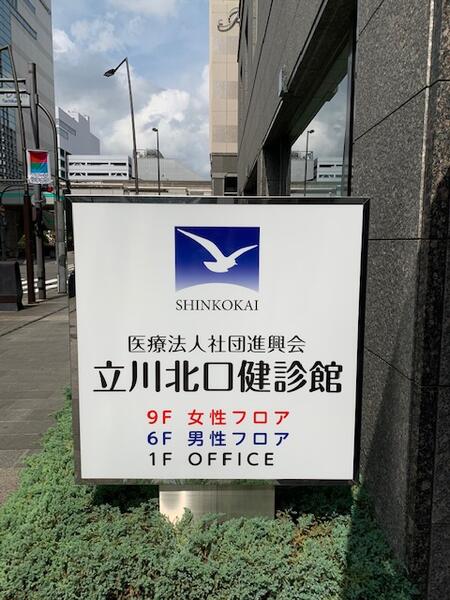 SHINKOKAI
医療法人社団進興会
立川北口健診館
9F 女性フロア
6F 男性フロア
1F OFFICE